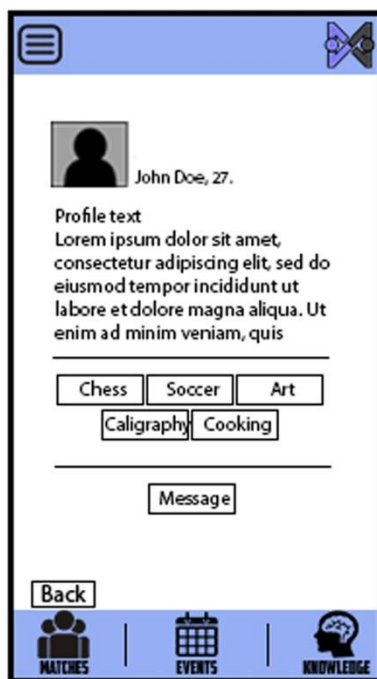 John Doe, 27.
Profile text
Lorem ipsum dolor sit amet,
consectetur adipiscing elit, sed do
eiusmod tempor incididunt ut
labore et dolore magna aliqua. Ut
enim ad minim veniam, quis
Chess Soccer Art
Caligraphy Cooking
Message
Back
MATCHES EVENTS KNOWLEDGE